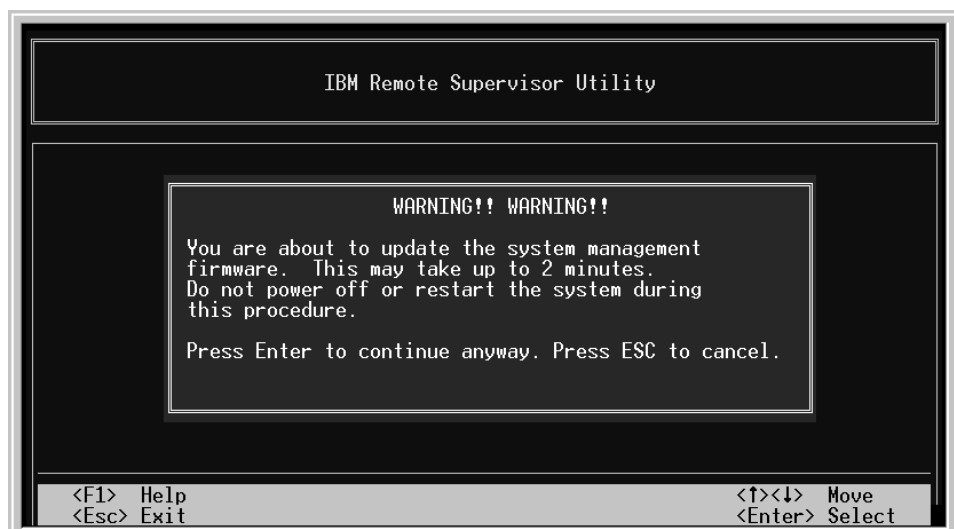 IBM Remote Supervisor Utility
WARNING!! WARNING!!
You are about to update the system management
firmware.  This may take up to 2 minutes.
Do not power off or restart the system during
this procedure.
Press Enter to continue anyway. Press ESC to cancel.
<F1>  Help <↑><↓>  Move
<Esc> Exit <Enter> Select